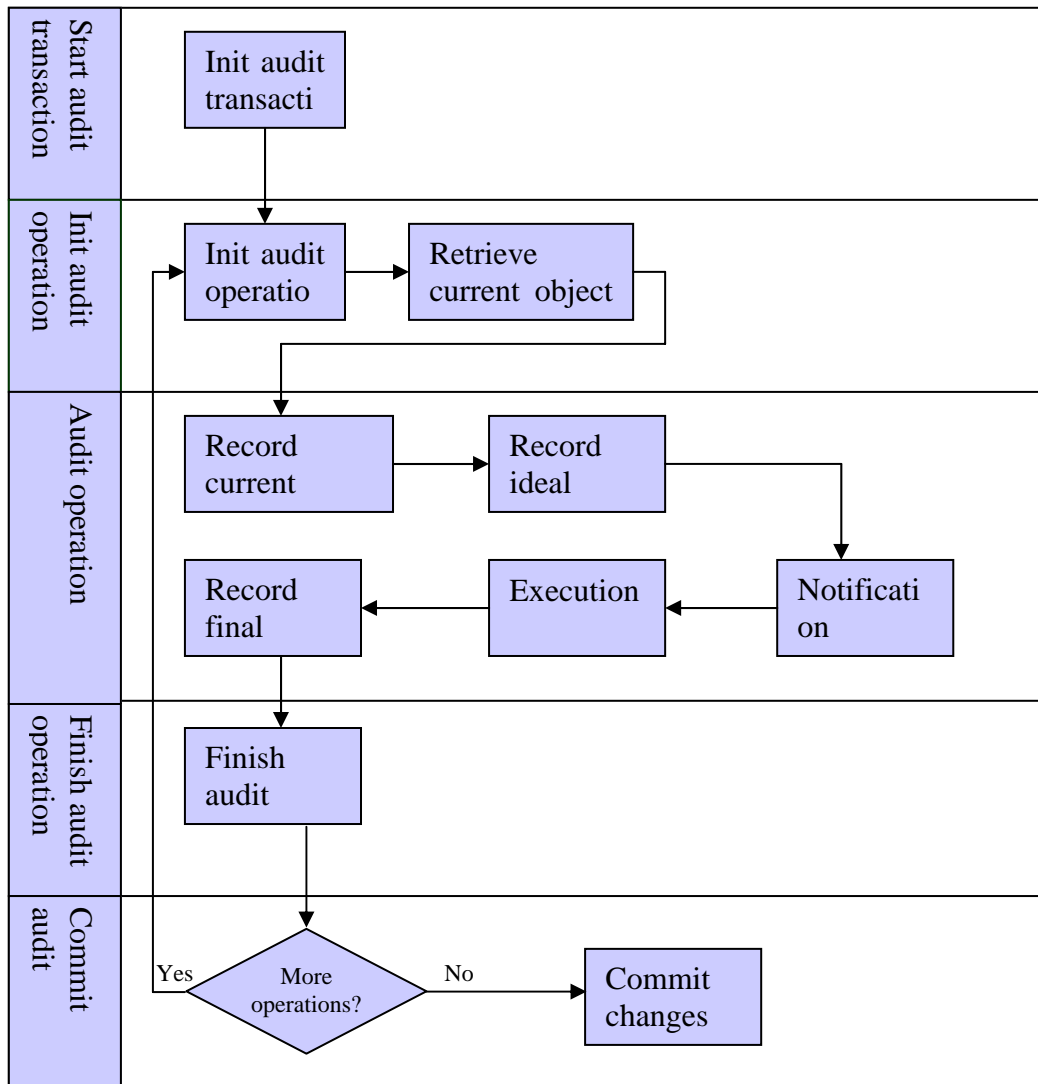 Start audit
transaction
Init audit
transacti
Init audit
operation
Init audit
operatio
Retrieve
current object
Audit operation
Record
current
Record
ideal
Record
final
Execution
Notificati
on
Finish audit
operation
Finish
audit
Commit
audit
Yes
More
operations?
No
Commit
changes